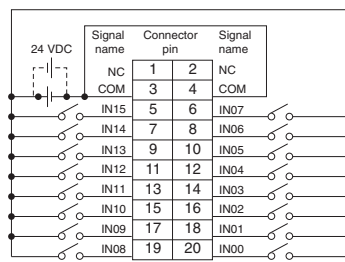 Signal name Connector pin Signal name
24 VDC
NC 1 2 NC
COM 3 4 COM
IN15 5 6 IN07
IN14 7 8 IN06
IN13 9 10 IN05
IN12 11 12 IN04
IN11 13 14 IN03
IN10 15 16 IN02
IN09 17 18 IN01
IN08 19 20 IN00